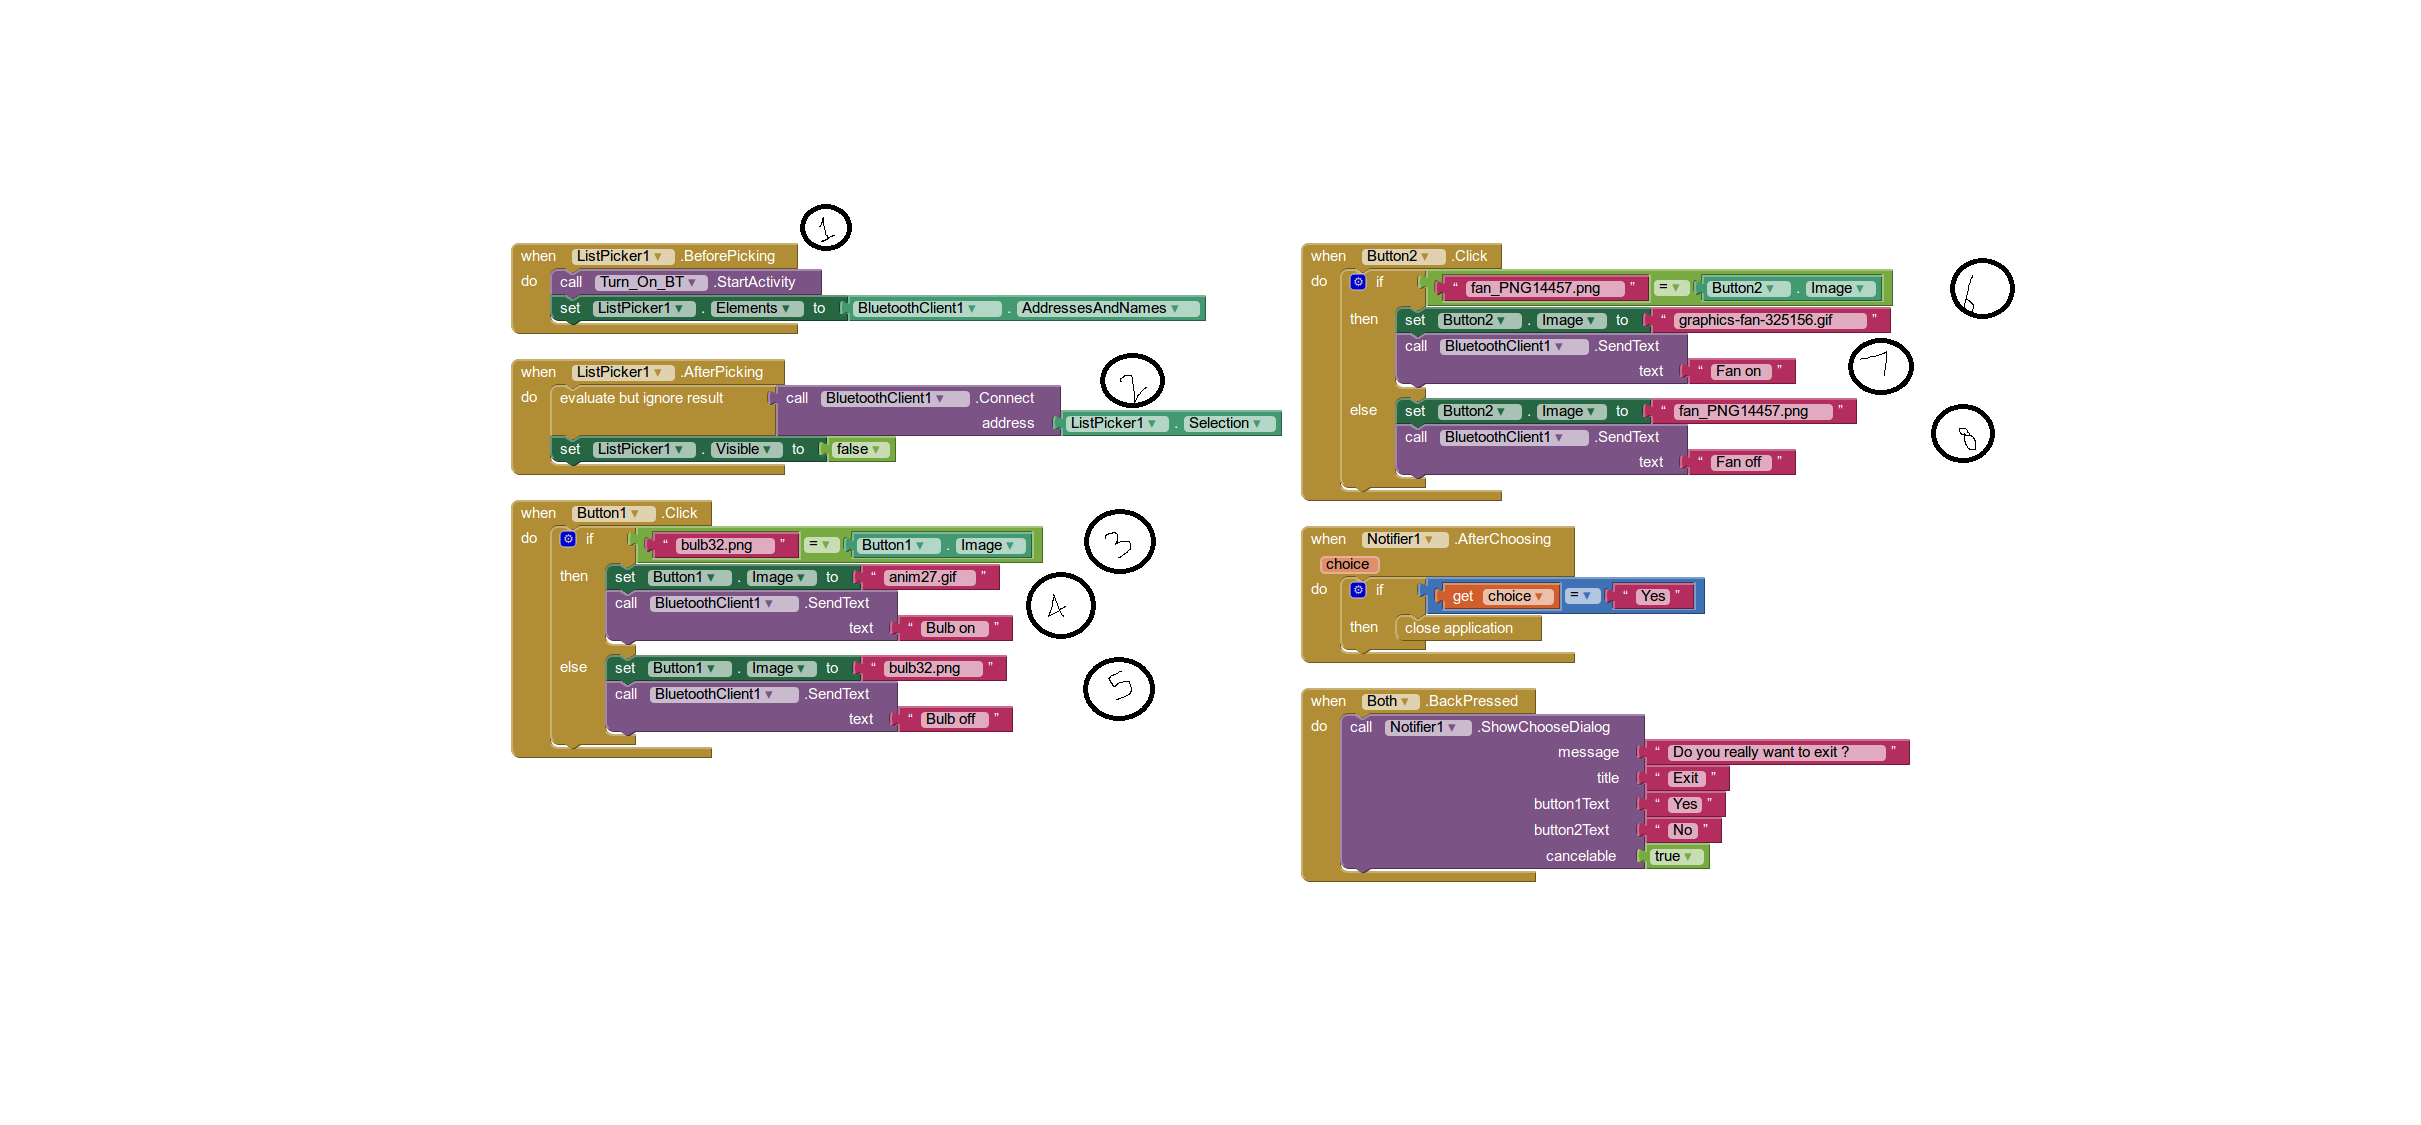 1
when ListPicker1 .BeforePicking
do call Turn_On_BT .StartActivity
set ListPicker1 . Elements to BluetoothClient1 . AddressesAndNames
2
when ListPicker1 .AfterPicking
do evaluate but ignore result call BluetoothClient1 .Connect
address ListPicker1 . Selection
set ListPicker1 . Visible to false
when Button1 .Click
3
do if “ bulb32.png ” = Button1 . Image
then set Button1 . Image to “ anim27.gif ”
4
call BluetoothClient1 .SendText
text “ Bulb on ”
else set Button1 . Image to “ bulb32.png ”
5
call BluetoothClient1 .SendText
text “ Bulb off ”
when Button2 .Click
6
do if “ fan_PNG14457.png ” = Button2 . Image
then set Button2 . Image to “ graphics-fan-325156.gif ”
call BluetoothClient1 .SendText
7
text “ Fan on ”
else set Button2 . Image to “ fan_PNG14457.png ”
8
call BluetoothClient1 .SendText
text “ Fan off ”
when Notifier1 .AfterChoosing
choice
do if get choice = “ Yes ”
then close application
when Both .BackPressed
do call Notifier1 .ShowChooseDialog
message “ Do you really want to exit ? ”
title “ Exit ”
button1Text “ Yes ”
button2Text “ No ”
cancelable true